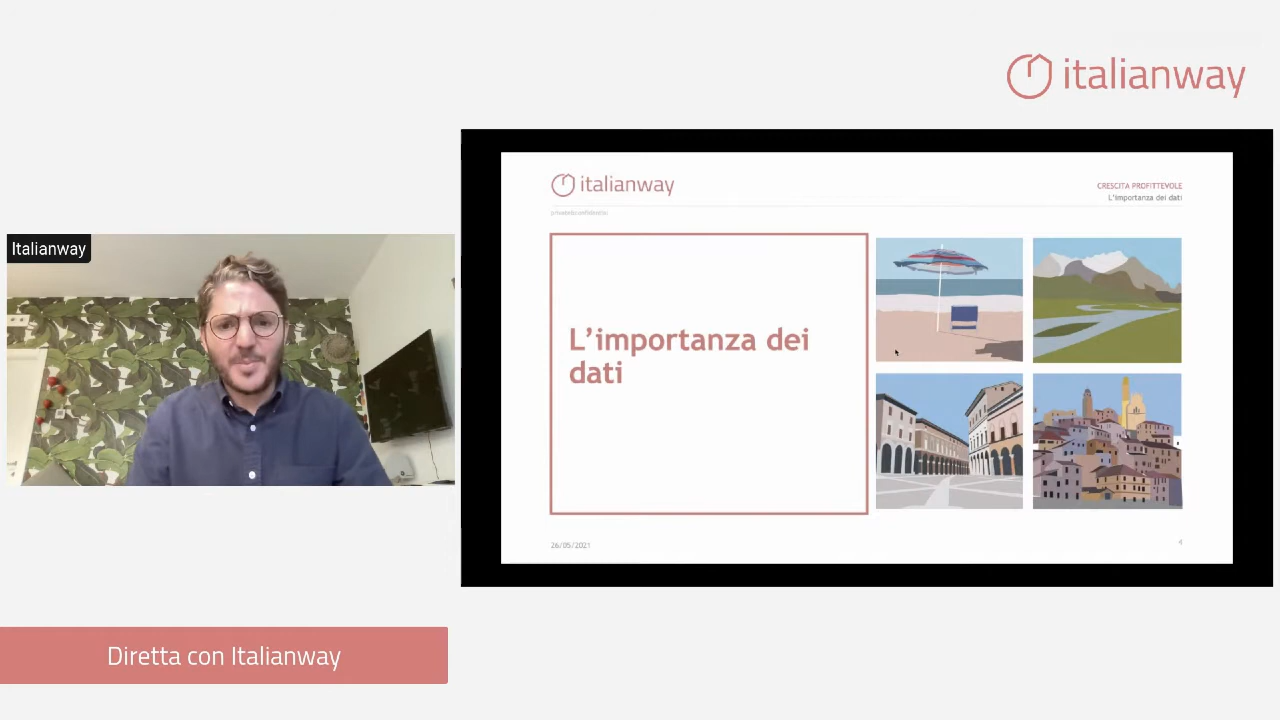 italianway
Italianway
italianway
CRESCITA PROFITTEVOLE
L'importanza dei dati
L'importanza dei
dati
26/05/2021
Diretta con Italianway